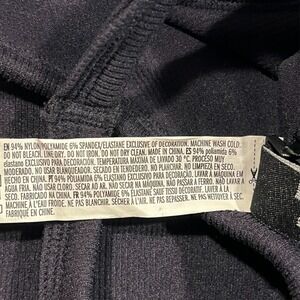 EN 94% NYLON/POLYAMIDE 6% SPANDEX/ELASTANE EXCLUSIVE OF DECORATION. MACHINE WASH COLD.
DO NOT BLEACH. LINE DRY. DO NOT IRON. DO NOT DRY CLEAN. MADE IN CHINA. ES 94% poliamida 6%
elastano EXCLUSIVO PARA DECORACIÓN. TEMPERATURA MÁXIMA DE LAVADO 30 °C. PROCESO MUY
MODERADO. NO USAR BLANQUEADOR. SECAR EN TENDEDERO. NO PLANCHAR. NO LIMPIEZA EN SECO.
HECHO EN CHINA. PT 94% POLIAMIDA 6% ELASTANO EXCLUSIVO PARA DECORAÇÃO. LAVAR À MÁQUINA EM
ÁGUA FRIA. NÃO USAR CLORO. SECAR AO AR. NÃO SECAR NA MÁQUINA. NÃO PASSAR A FERRO. NÃO LAVAR
A SECO. FABRICADO NA CHINA. FR 94% POLYAMIDE 6% ÉLASTHANNE SAUF TISSU DÉCORATIF. LAVER EN
MACHINE À L'EAU FROIDE. NE PAS BLANCHIR. SÉCHER À L'AIR. NE PAS REPASSER. NE PAS NETTOYER À SEC.
FABRIQUÉ EN CHINE.